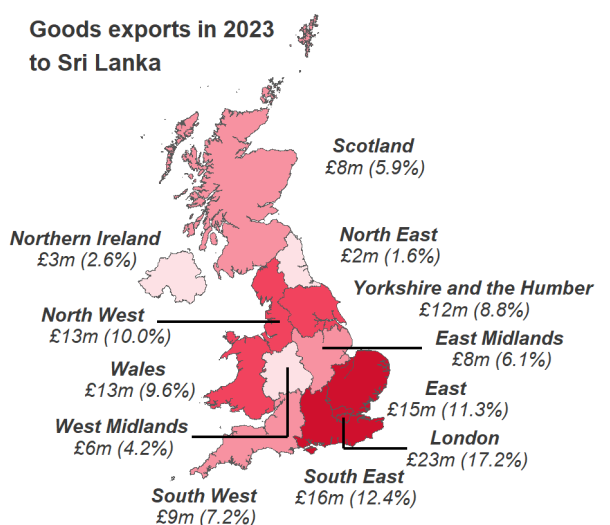 Goods exports in 2023
to Sri Lanka
Scotland
£8m (5.9%)
Northern Ireland
£3m (2.6%)
North East
£2m (1.6%)
Yorkshire and the Humber
£12m (8.8%)
North West
£13m (10.0%)
East Midlands
£8m (6.1%)
Wales
£13m (9.6%)
East
£15m (11.3%)
West Midlands
£6m (4.2%)
London
£23m (17.2%)
South East
£16m (12.4%)
South West
£9m (7.2%)